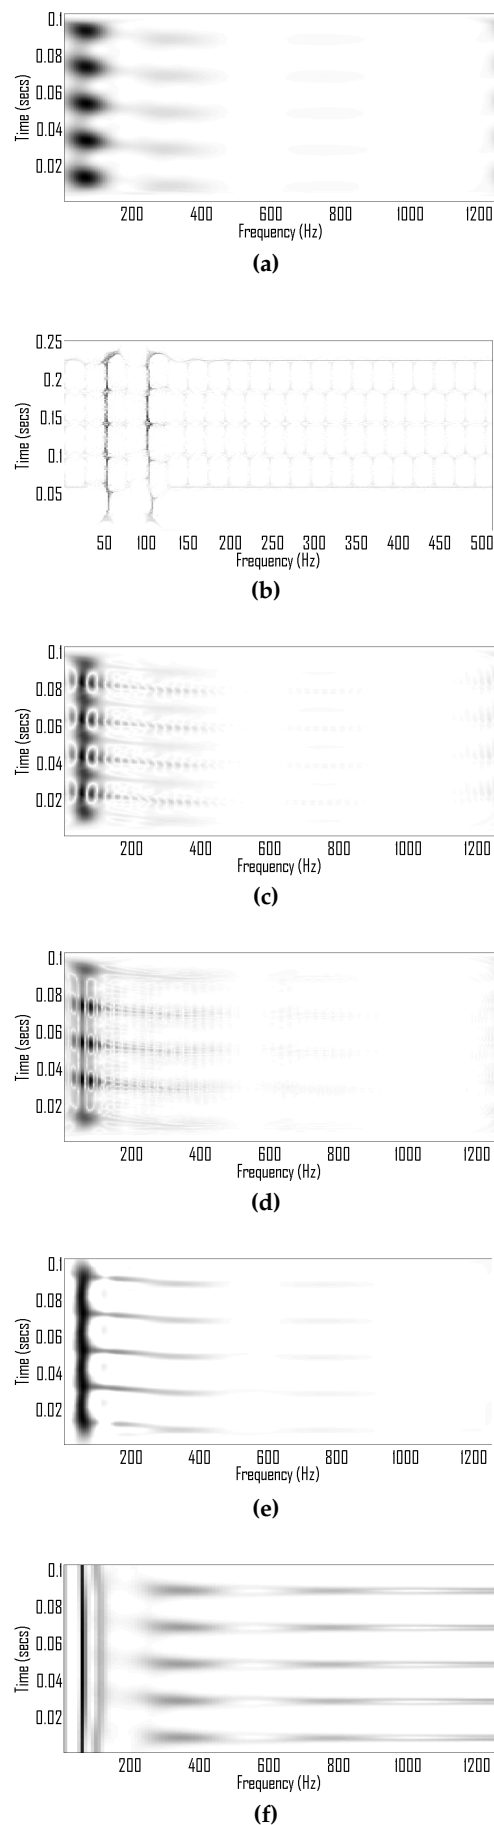 0.1
0.08
0.06
0.04
0.02
Time (secs)
200 400 600 800 1000 1200
Frequency (Hz)
(a)
0.25
0.2
0.15
0.1
0.05
Time (secs)
50 100 150 200 250 300 350 400 450 500
Frequency (Hz)
(b)
0.1
0.08
0.06
0.04
0.02
Time (secs)
200 400 600 800 1000 1200
Frequency (Hz)
(c)
0.1
0.08
0.06
0.04
0.02
Time (secs)
200 400 600 800 1000 1200
Frequency (Hz)
(d)
0.1
0.08
0.06
0.04
0.02
Time (secs)
200 400 600 800 1000 1200
Frequency (Hz)
(e)
0.1
0.08
0.06
0.04
0.02
Time (secs)
200 400 600 800 1000 1200
Frequency (Hz)
(f)